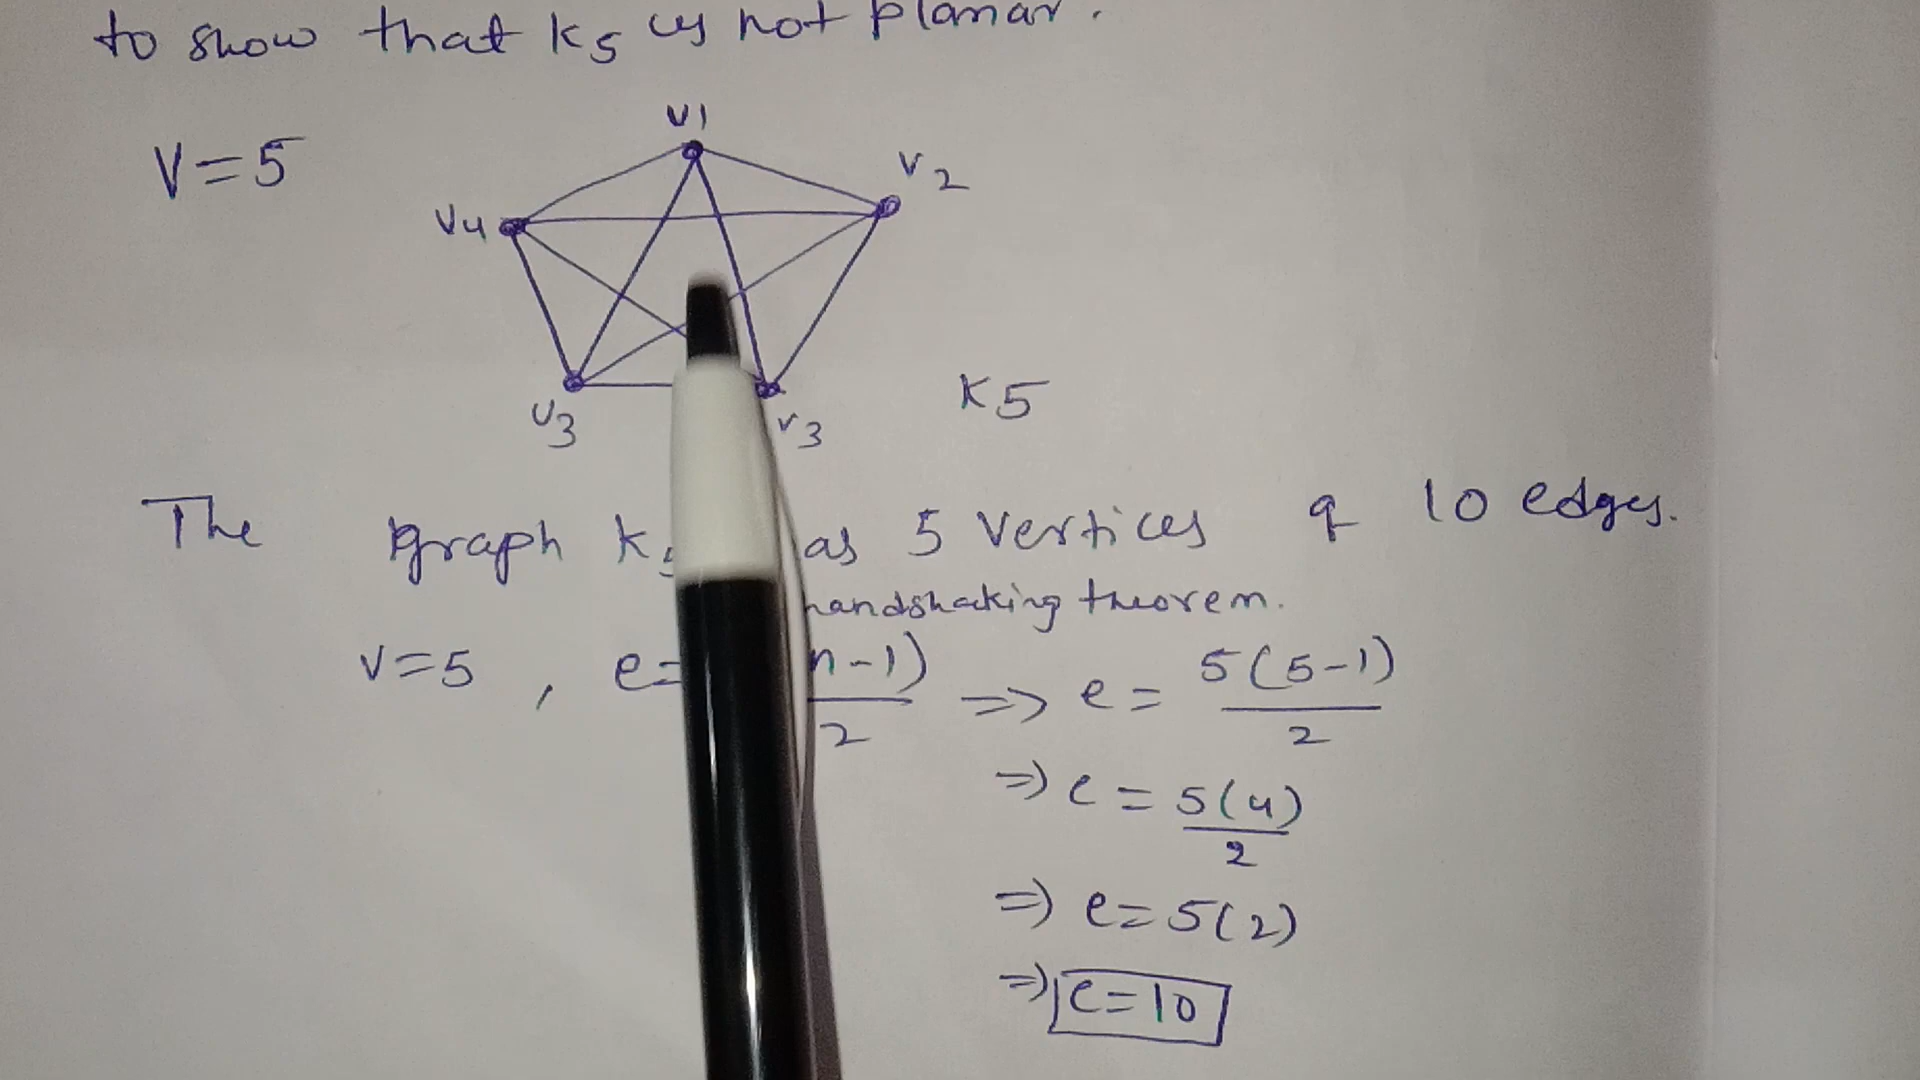 to show that K5 is not planar.
V=5
V1
V2
V4
V3
V3
K5
The graph K5 as 5 vertices & 10 edges.
handshaking theorem.
V=5 , e= n-1) / 2 => e = 5(5-1) / 2
=> e = 5(4) / 2
=> e = 5(2)
=> e=10